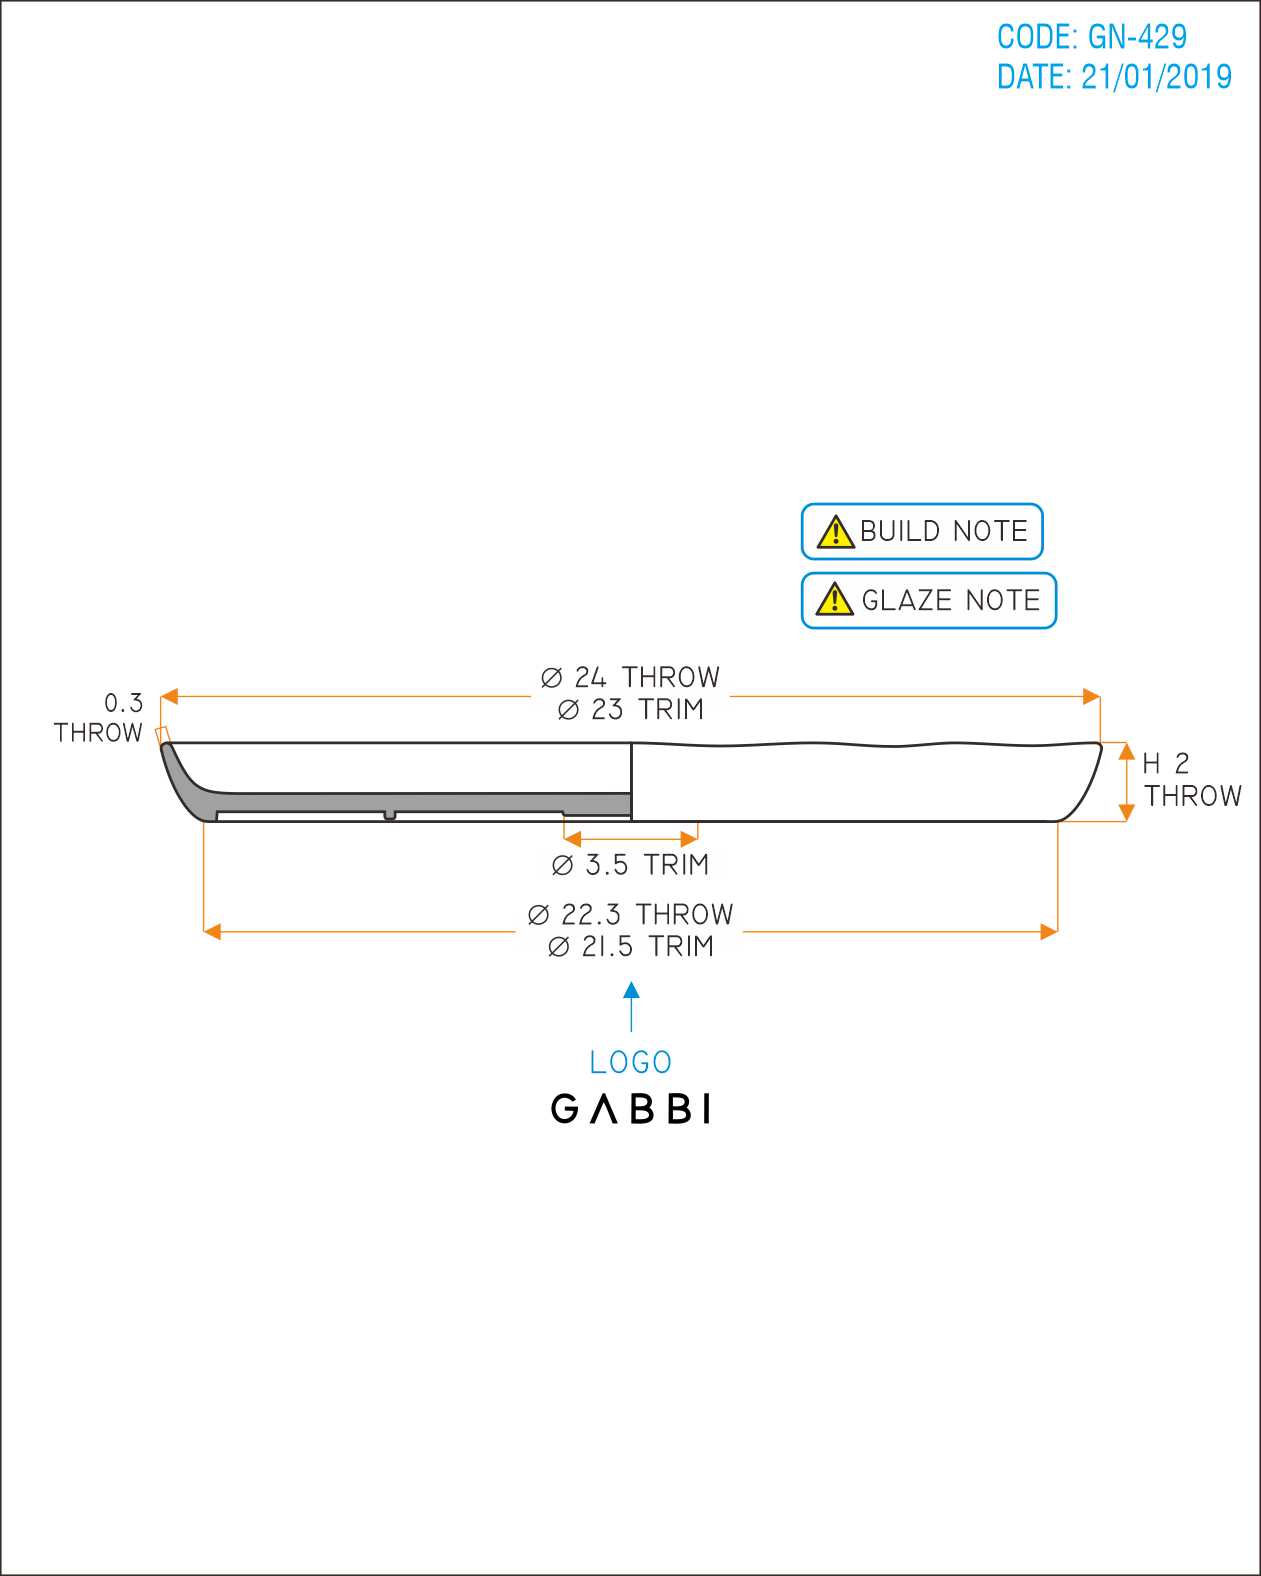 CODE: GN-429
DATE: 21/01/2019
BUILD NOTE
GLAZE NOTE
Ø 24 THROW
Ø 23 TRIM
0.3
THROW
H 2
THROW
Ø 3.5 TRIM
Ø 22.3 THROW
Ø 21.5 TRIM
LOGO
GABBI